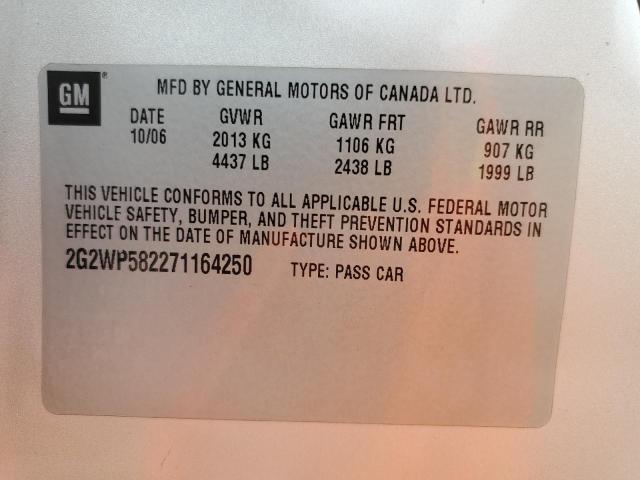 GM ®
MFD BY GENERAL MOTORS OF CANADA LTD.
DATE GVWR GAWR FRT GAWR RR
10/06 2013 KG 1106 KG 907 KG
4437 LB 2438 LB 1999 LB
THIS VEHICLE CONFORMS TO ALL APPLICABLE U.S. FEDERAL MOTOR
VEHICLE SAFETY, BUMPER, AND THEFT PREVENTION STANDARDS IN
EFFECT ON THE DATE OF MANUFACTURE SHOWN ABOVE.
2G2WP582271164250 TYPE: PASS CAR